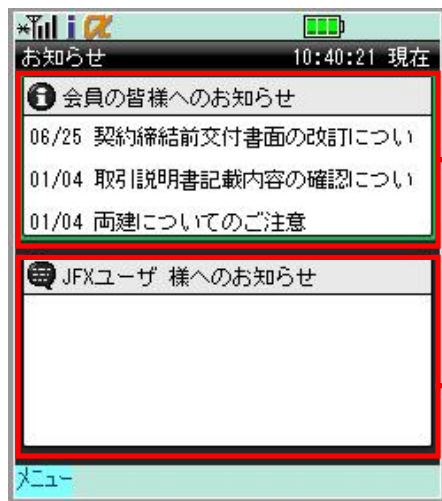 i α
お知らせ 10:40:21 現在
会員の皆様へのお知らせ
06/25 契約締結前交付書面の改訂につい
01/04 取引説明書記載内容の確認につい
01/04 両建についてのご注意
JFXユーザ 様へのお知らせ
メニュー